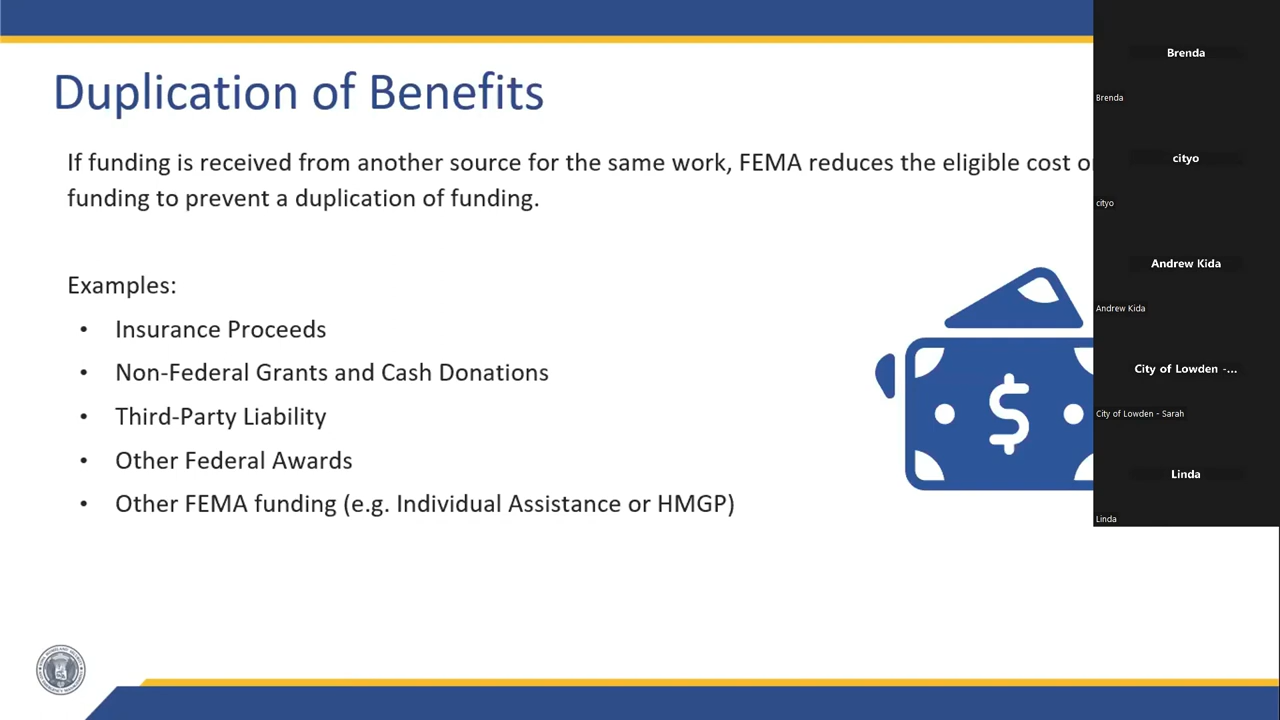 Duplication of Benefits
If funding is received from another source for the same work, FEMA reduces the eligible cost
funding to prevent a duplication of funding.
Examples:
• Insurance Proceeds
• Non-Federal Grants and Cash Donations
• Third-Party Liability
• Other Federal Awards
• Other FEMA funding (e.g. Individual Assistance or HMGP)
$
Brenda
Brenda
cityo
cityo
Andrew Kida
Andrew Kida
City of Lowden -...
City of Lowden - Sarah
Linda
Linda